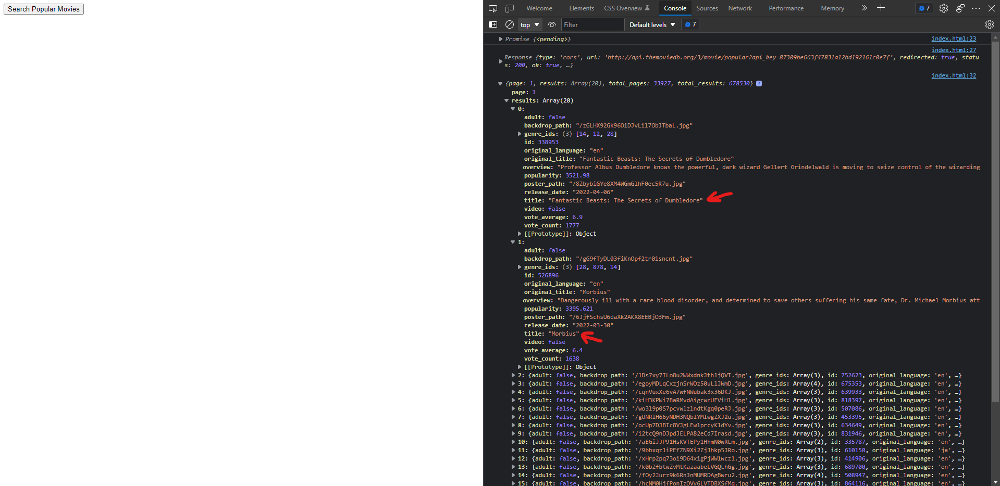 Search Popular Movies
Welcome Elements CSS Overview Console Sources Network Performance Memory 7
top Filter Default levels 7
Promise {<pending>} index.html:23
index.html:27
Response {type: 'cors', url: 'http://api.themoviedb.org/3/movie/popular?api_key=87309be663f47831a12bd192161c0e7f', redirected: true, statu
s: 200, ok: true, …}
index.html:32
{page: 1, results: Array(20), total_pages: 33927, total_results: 678530} i
page: 1
results: Array(20)
0:
adult: false
backdrop_path: "/zGLHX92Gk96O1DJvLil7ObJTbaL.jpg"
genre_ids: (3) [14, 12, 28]
id: 338953
original_language: "en"
original_title: "Fantastic Beasts: The Secrets of Dumbledore"
overview: "Professor Albus Dumbledore knows the powerful, dark wizard Gellert Grindelwald is moving to seize control of the wizarding
popularity: 3521.98
poster_path: "/8ZbybiGYe8XM4WGmGlhF0ec5R7u.jpg"
release_date: "2022-04-06"
title: "Fantastic Beasts: The Secrets of Dumbledore"
video: false
vote_average: 6.9
vote_count: 1777
[[Prototype]]: Object
1:
adult: false
backdrop_path: "/gG9fTyDL03fiKnOpf2tr01sncnt.jpg"
genre_ids: (3) [28, 878, 14]
id: 526896
original_language: "en"
original_title: "Morbius"
overview: "Dangerously ill with a rare blood disorder, and determined to save others suffering his same fate, Dr. Michael Morbius att
popularity: 3395.621
poster_path: "/6JjfSchsU6daXk2AKX8EEBjO3Fm.jpg"
release_date: "2022-03-30"
title: "Morbius"
video: false
vote_average: 6.4
vote_count: 1638
[[Prototype]]: Object
2: {adult: false, backdrop_path: '/1Ds7xy7ILo8u2WWxdnkJth1jQVT.jpg', genre_ids: Array(3), id: 752623, original_language: 'en', …}
3: {adult: false, backdrop_path: '/egoyMDLqCxzjnSrWOz50uLlJWmD.jpg', genre_ids: Array(4), id: 675353, original_language: 'en', …}
4: {adult: false, backdrop_path: '/cqnVuxXe6vA7wfNWubak3x36DKJ.jpg', genre_ids: Array(3), id: 639933, original_language: 'en', …}
5: {adult: false, backdrop_path: '/kiH3KPWi7BaRMvdAigcwrUFViHl.jpg', genre_ids: Array(3), id: 818397, original_language: 'en', …}
6: {adult: false, backdrop_path: '/wo3l9p0S7pcvwlzlndtKgq0peRJ.jpg', genre_ids: Array(3), id: 507086, original_language: 'en', …}
7: {adult: false, backdrop_path: '/gUNRlH66yNDH3NQblYMIwgZXJ2u.jpg', genre_ids: Array(3), id: 453395, original_language: 'en', …}
8: {adult: false, backdrop_path: '/ocUp7DJBIc8VJgLEw1prcyK1dYv.jpg', genre_ids: Array(3), id: 634649, original_language: 'en', …}
9: {adult: false, backdrop_path: '/i2tcQ9nDJpdJELPA82eCd7Irasd.jpg', genre_ids: Array(3), id: 831946, original_language: 'en', …}
10: {adult: false, backdrop_path: '/aEGiJJP91HsKVTEPy1HhmN0wRLm.jpg', genre_ids: Array(2), id: 335787, original_language: 'en', …}
11: {adult: false, backdrop_path: '/9bbxqz1iPEfZN9Xi2ZjJhkp5JRo.jpg', genre_ids: Array(3), id: 610150, original_language: 'ja', …}
12: {adult: false, backdrop_path: '/xHrp2pq73oi9D64xigPjWW1wcz1.jpg', genre_ids: Array(3), id: 414906, original_language: 'en', …}
13: {adult: false, backdrop_path: '/k0bZfbtwZvMtKazaabeLVGQLhGg.jpg', genre_ids: Array(3), id: 689700, original_language: 'en', …}
14: {adult: false, backdrop_path: '/fOy2Jurz9k6RnJnMUMRDAgBwru2.jpg', genre_ids: Array(4), id: 508947, original_language: 'en', …}
15: {adult: false, backdrop_path: '/hcNM0HjfPonIzOVy6LVTDBXSfMq.jpg', genre_ids: Array(3), id: 864116, original_language: 'en', …}